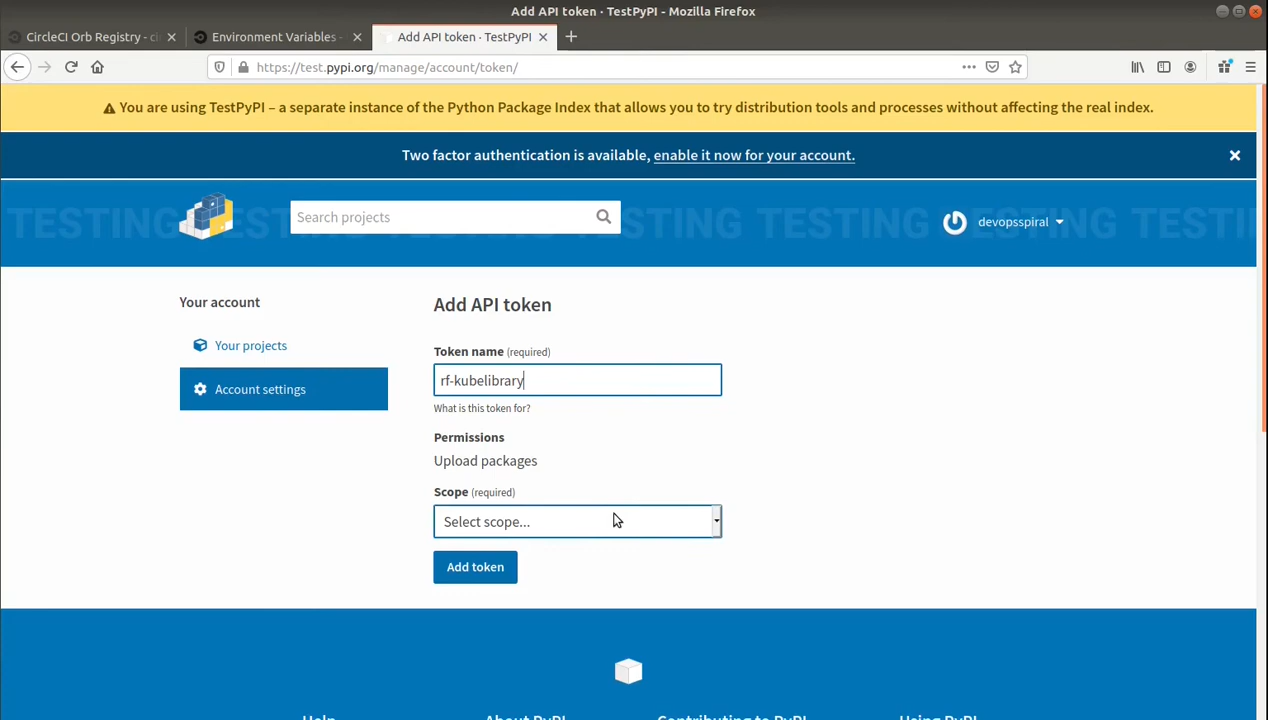 Add API token · TestPyPI - Mozilla Firefox
CircleCI Orb Registry - ci
Environment Variables -
Add API token · TestPyPI
https://test.pypi.org/manage/account/token/
You are using TestPyPI – a separate instance of the Python Package Index that allows you to try distribution tools and processes without affecting the real index.
Two factor authentication is available, enable it now for your account.
TESTING TESTING TESTING TESTING TESTING TESTING TESTING
Search projects
devopsspiral
Your account
Your projects
Account settings
Add API token
Token name (required)
rf-kubelibrary
What is this token for?
Permissions
Upload packages
Scope (required)
Select scope...
Add token
Help
About PyPI
Contributing to PyPI
Using PyPI